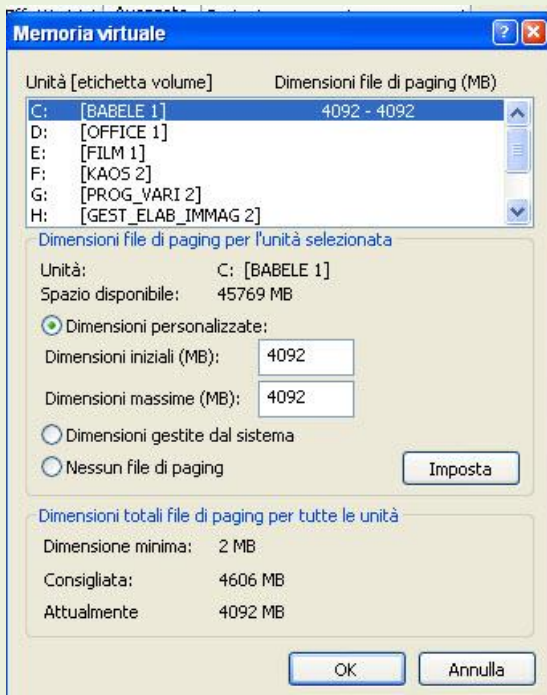 Memoria virtuale
Unità [etichetta volume] Dimensioni file di paging (MB)
C: [BABELE 1] 4092 - 4092
D: [OFFICE 1]
E: [FILM 1]
F: [KAOS 2]
G: [PROG_VARI 2]
H: [GEST_ELAB_IMMAG 2]
Dimensioni file di paging per l'unità selezionata
Unità: C: [BABELE 1]
Spazio disponibile: 45769 MB
Dimensioni personalizzate:
Dimensioni iniziali (MB): 4092
Dimensioni massime (MB): 4092
Dimensioni gestite dal sistema
Nessun file di paging
Imposta
Dimensioni totali file di paging per tutte le unità
Dimensione minima: 2 MB
Consigliata: 4606 MB
Attualmente 4092 MB
OK Annulla